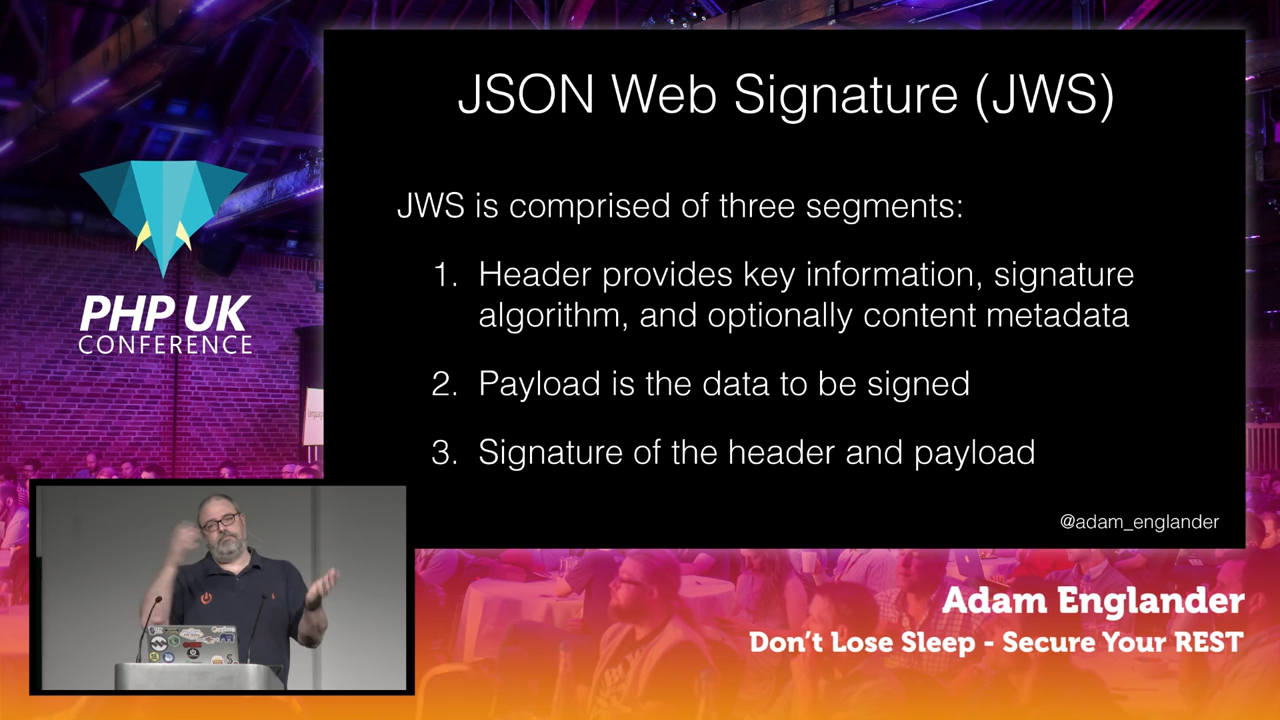 JSON Web Signature (JWS)
JWS is comprised of three segments:
1. Header provides key information, signature
algorithm, and optionally content metadata
2. Payload is the data to be signed
3. Signature of the header and payload
@adam_englander
PHP UK
CONFERENCE
Adam Englander
Don't Lose Sleep - Secure Your REST